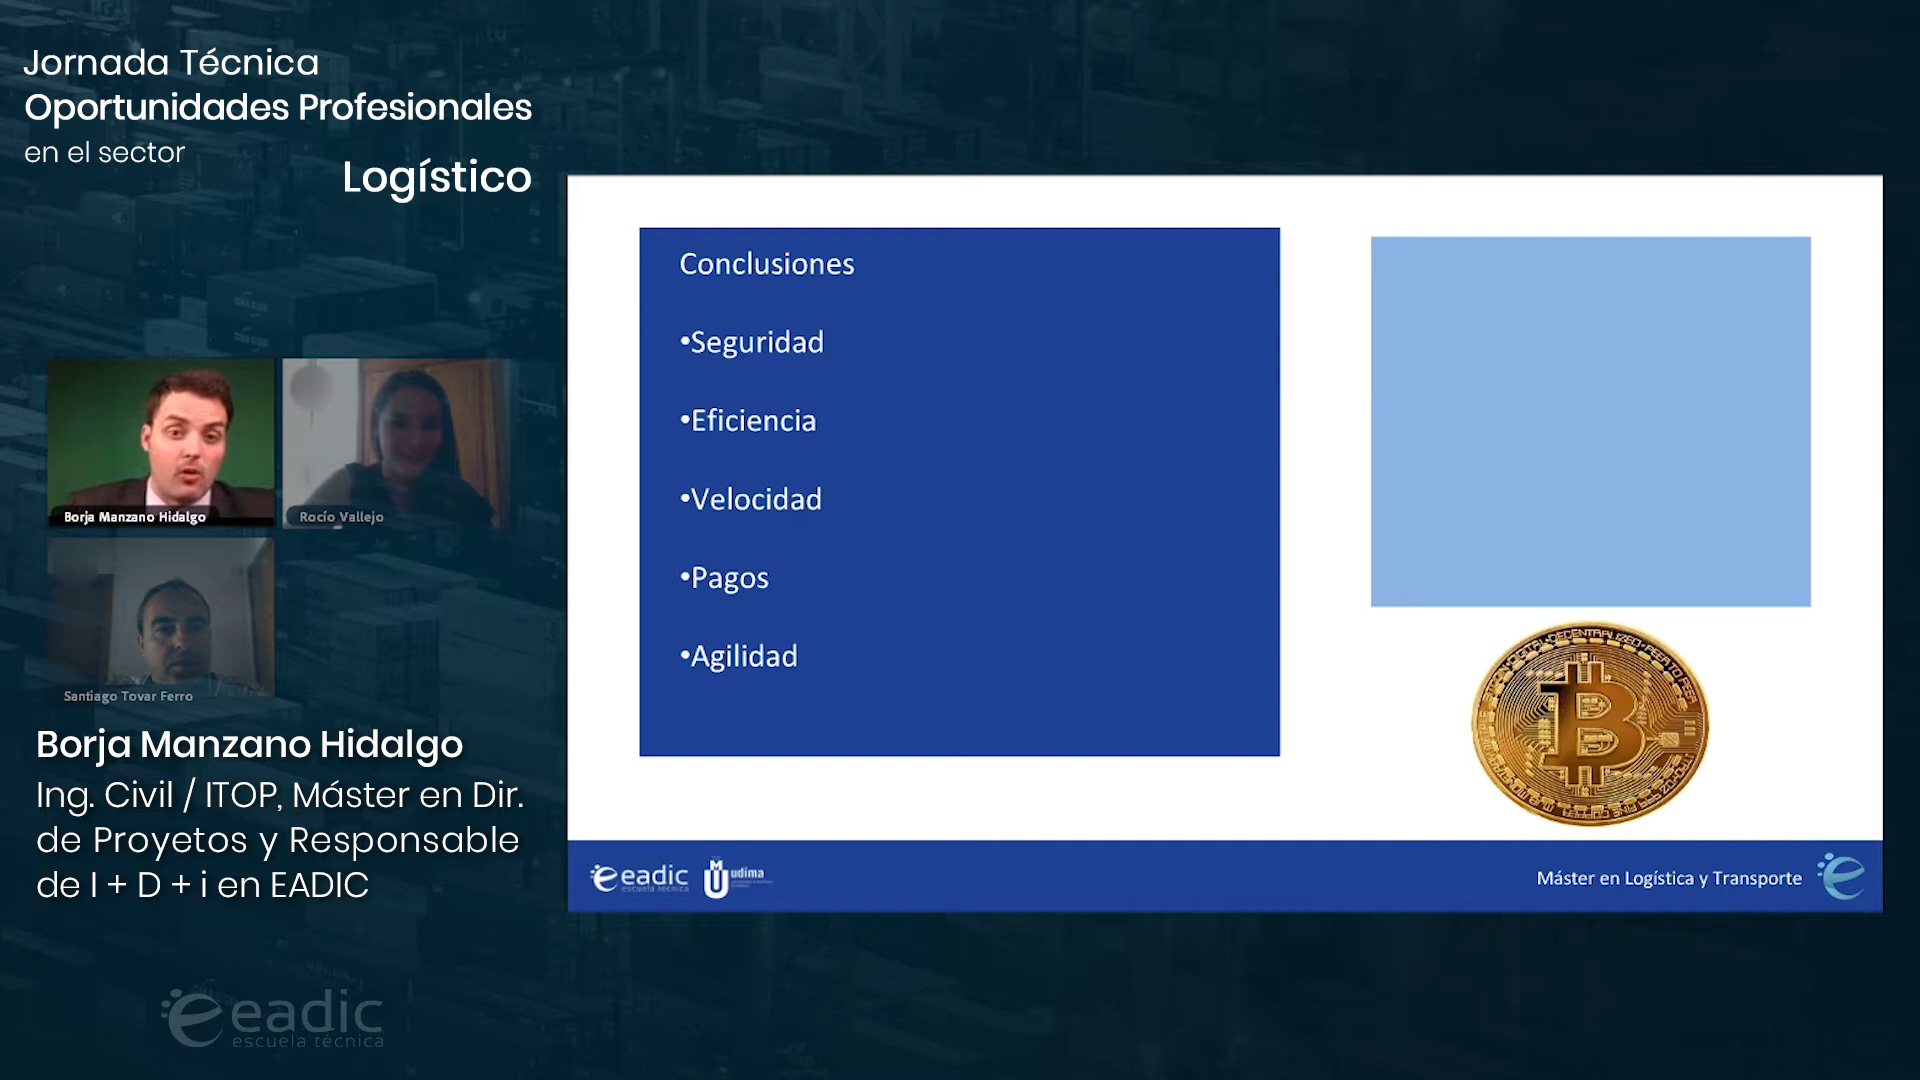 Jornada Técnica
Oportunidades Profesionales
en el sector
Logístico
Borja Manzano Hidalgo
Rocío Vallejo
Santiago Tovar Ferro
Borja Manzano Hidalgo
Ing. Civil / ITOP, Máster en Dir.
de Proyetos y Responsable
de I + D + i en EADIC
eadic
escuela técnica
Conclusiones
•Seguridad
•Eficiencia
•Velocidad
•Pagos
•Agilidad
eadic
escuela técnica
udima
Máster en Logística y Transporte